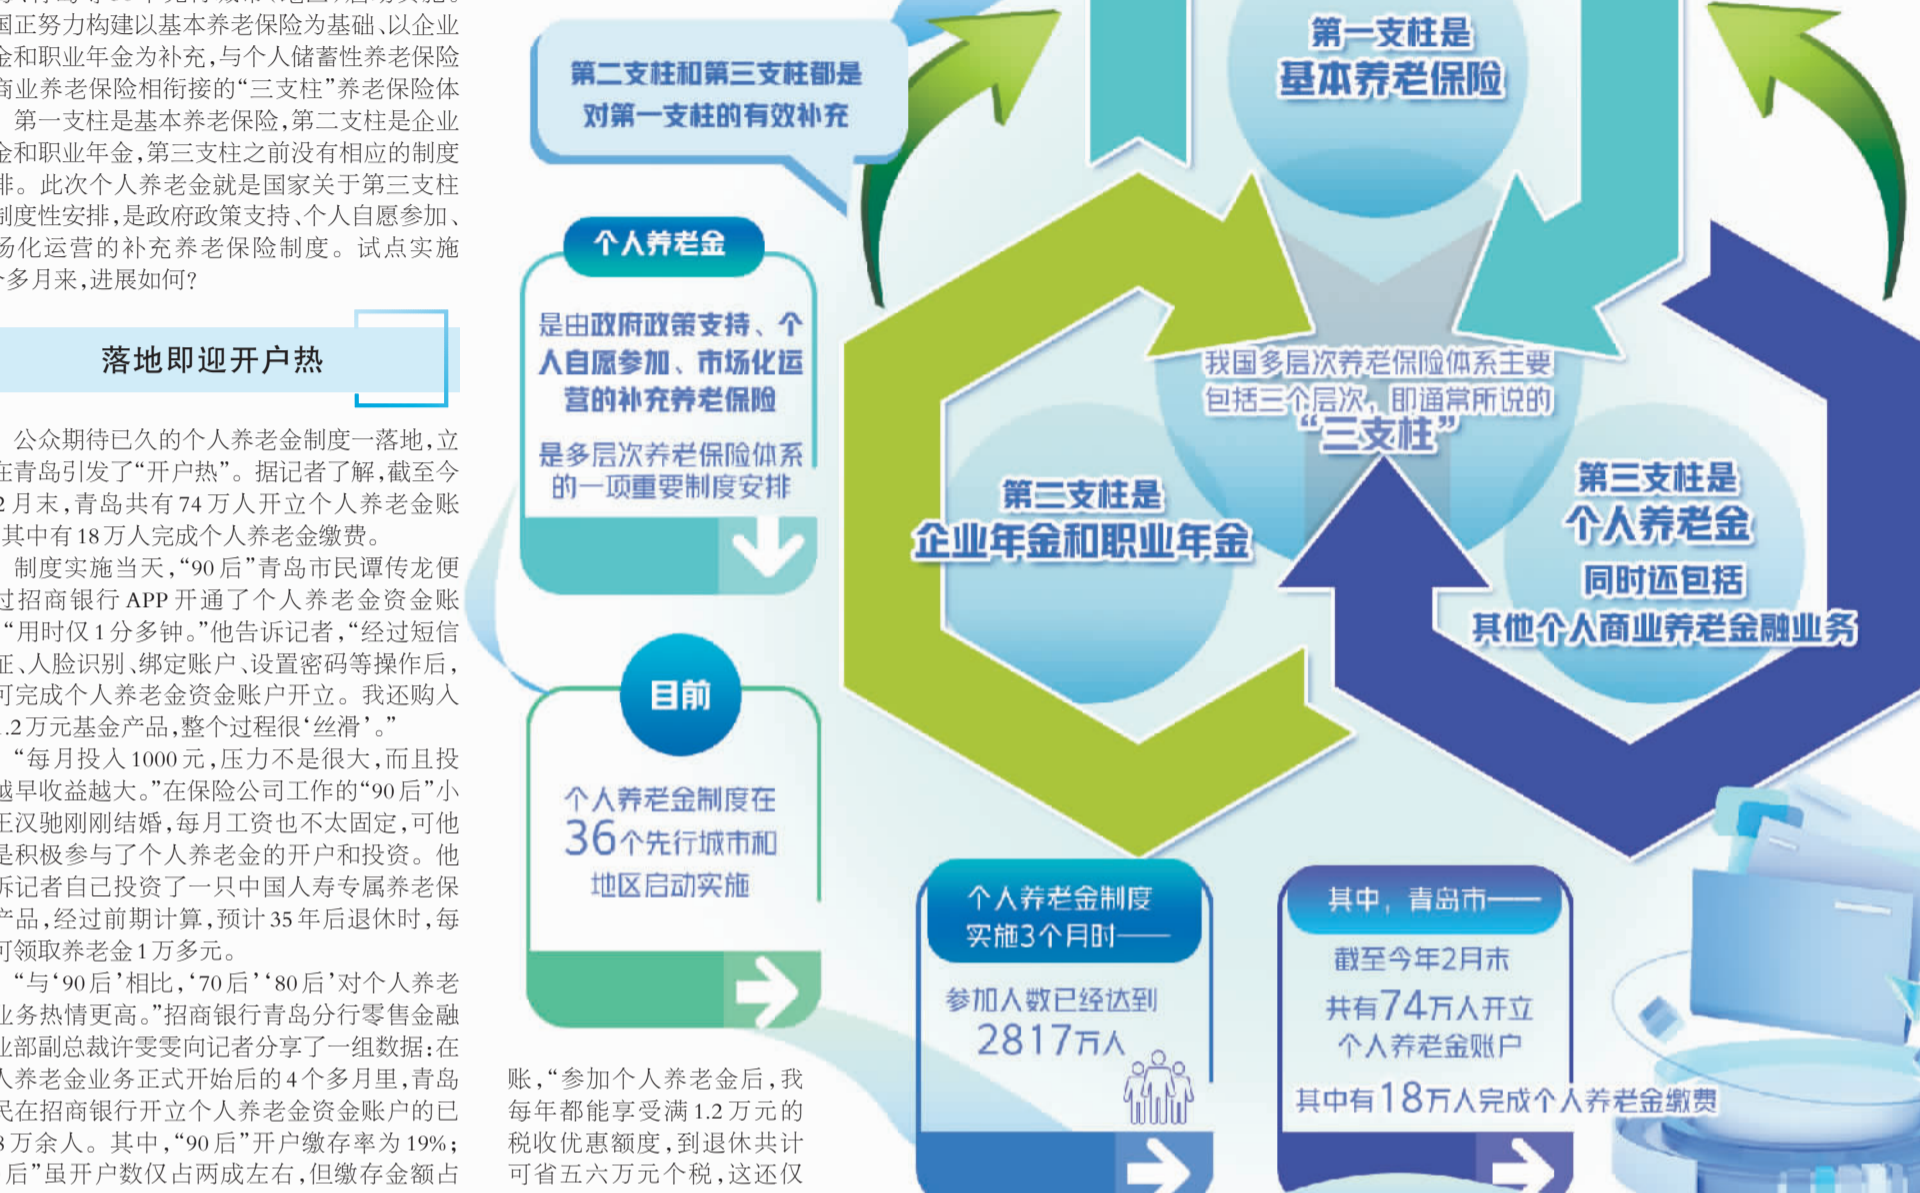 国正努力构建以基本养老保险为基础、以企业
金和职业年金为补充,与个人储蓄性养老保险
商业养老保险相衔接的“三支柱”养老保险体
第一支柱是基本养老保险,第二支柱是企业
金和职业年金,第三支柱之前没有相应的制度
排。此次个人养老金就是国家关于第三支柱
制度性安排,是政府政策支持、个人自愿参加、
场化运营的补充养老保险制度。试点实施
个多月来,进展如何?
落地即迎开户热
公众期待已久的个人养老金制度一落地,立
在青岛引发了“开户热”。据记者了解,截至今
2月末,青岛共有74万人开立个人养老金账
其中有18万人完成个人养老金缴费。
制度实施当天,“90后”青岛市民谭传龙便
过招商银行APP开通了个人养老金资金账
“用时仅1分多钟。”他告诉记者,“经过短信
证、人脸识别、绑定账户、设置密码等操作后,
可完成个人养老金资金账户开立。我还购入
1.2万元基金产品,整个过程很‘丝滑’。”
“每月投入1000元,压力不是很大,而且投
越早收益越大。”在保险公司工作的“90后”小
王汉驰刚刚结婚,每月工资也不太固定,可他
是积极参与了个人养老金的开户和投资。他
诉记者自己投资了一只中国人寿专属养老保
产品,经过前期计算,预计35年后退休时,每
可领取养老金1万多元。
“与‘90后’相比,‘70后’‘80后’对个人养老
业务热情更高。”招商银行青岛分行零售金融
业部副总裁许雯雯向记者分享了一组数据:在
人养老金业务正式开始后的4个多月里,青岛
民在招商银行开立个人养老金资金账户的已
8万余人。其中,“90后”开户缴存率为19%;
后”虽开户数仅占两成左右,但缴存金额占
账,“参加个人养老金后,我
每年都能享受满1.2万元的
税收优惠额度,到退休共计
可省五六万元个税,这还仅
第二支柱和第三支柱都是
对第一支柱的有效补充
个人养老金
是由政府政策支持、个
人自愿参加、市场化运
营的补充养老保险
是多层次养老保险体系
的一项重要制度安排
目前
个人养老金制度在
36个先行城市和
地区启动实施
第一支柱是
基本养老保险
我国多层次养老保险体系主要
包括三个层次,即通常所说的
“三支柱”
第二支柱是
企业年金和职业年金
第三支柱是
个人养老金
同时还包括
其他个人商业养老金融业务
个人养老金制度
实施3个月时——
参加人数已经达到
2817万人
其中,青岛市——
截至今年2月末
共有74万人开立
个人养老金账户
其中有18万人完成个人养老金缴费